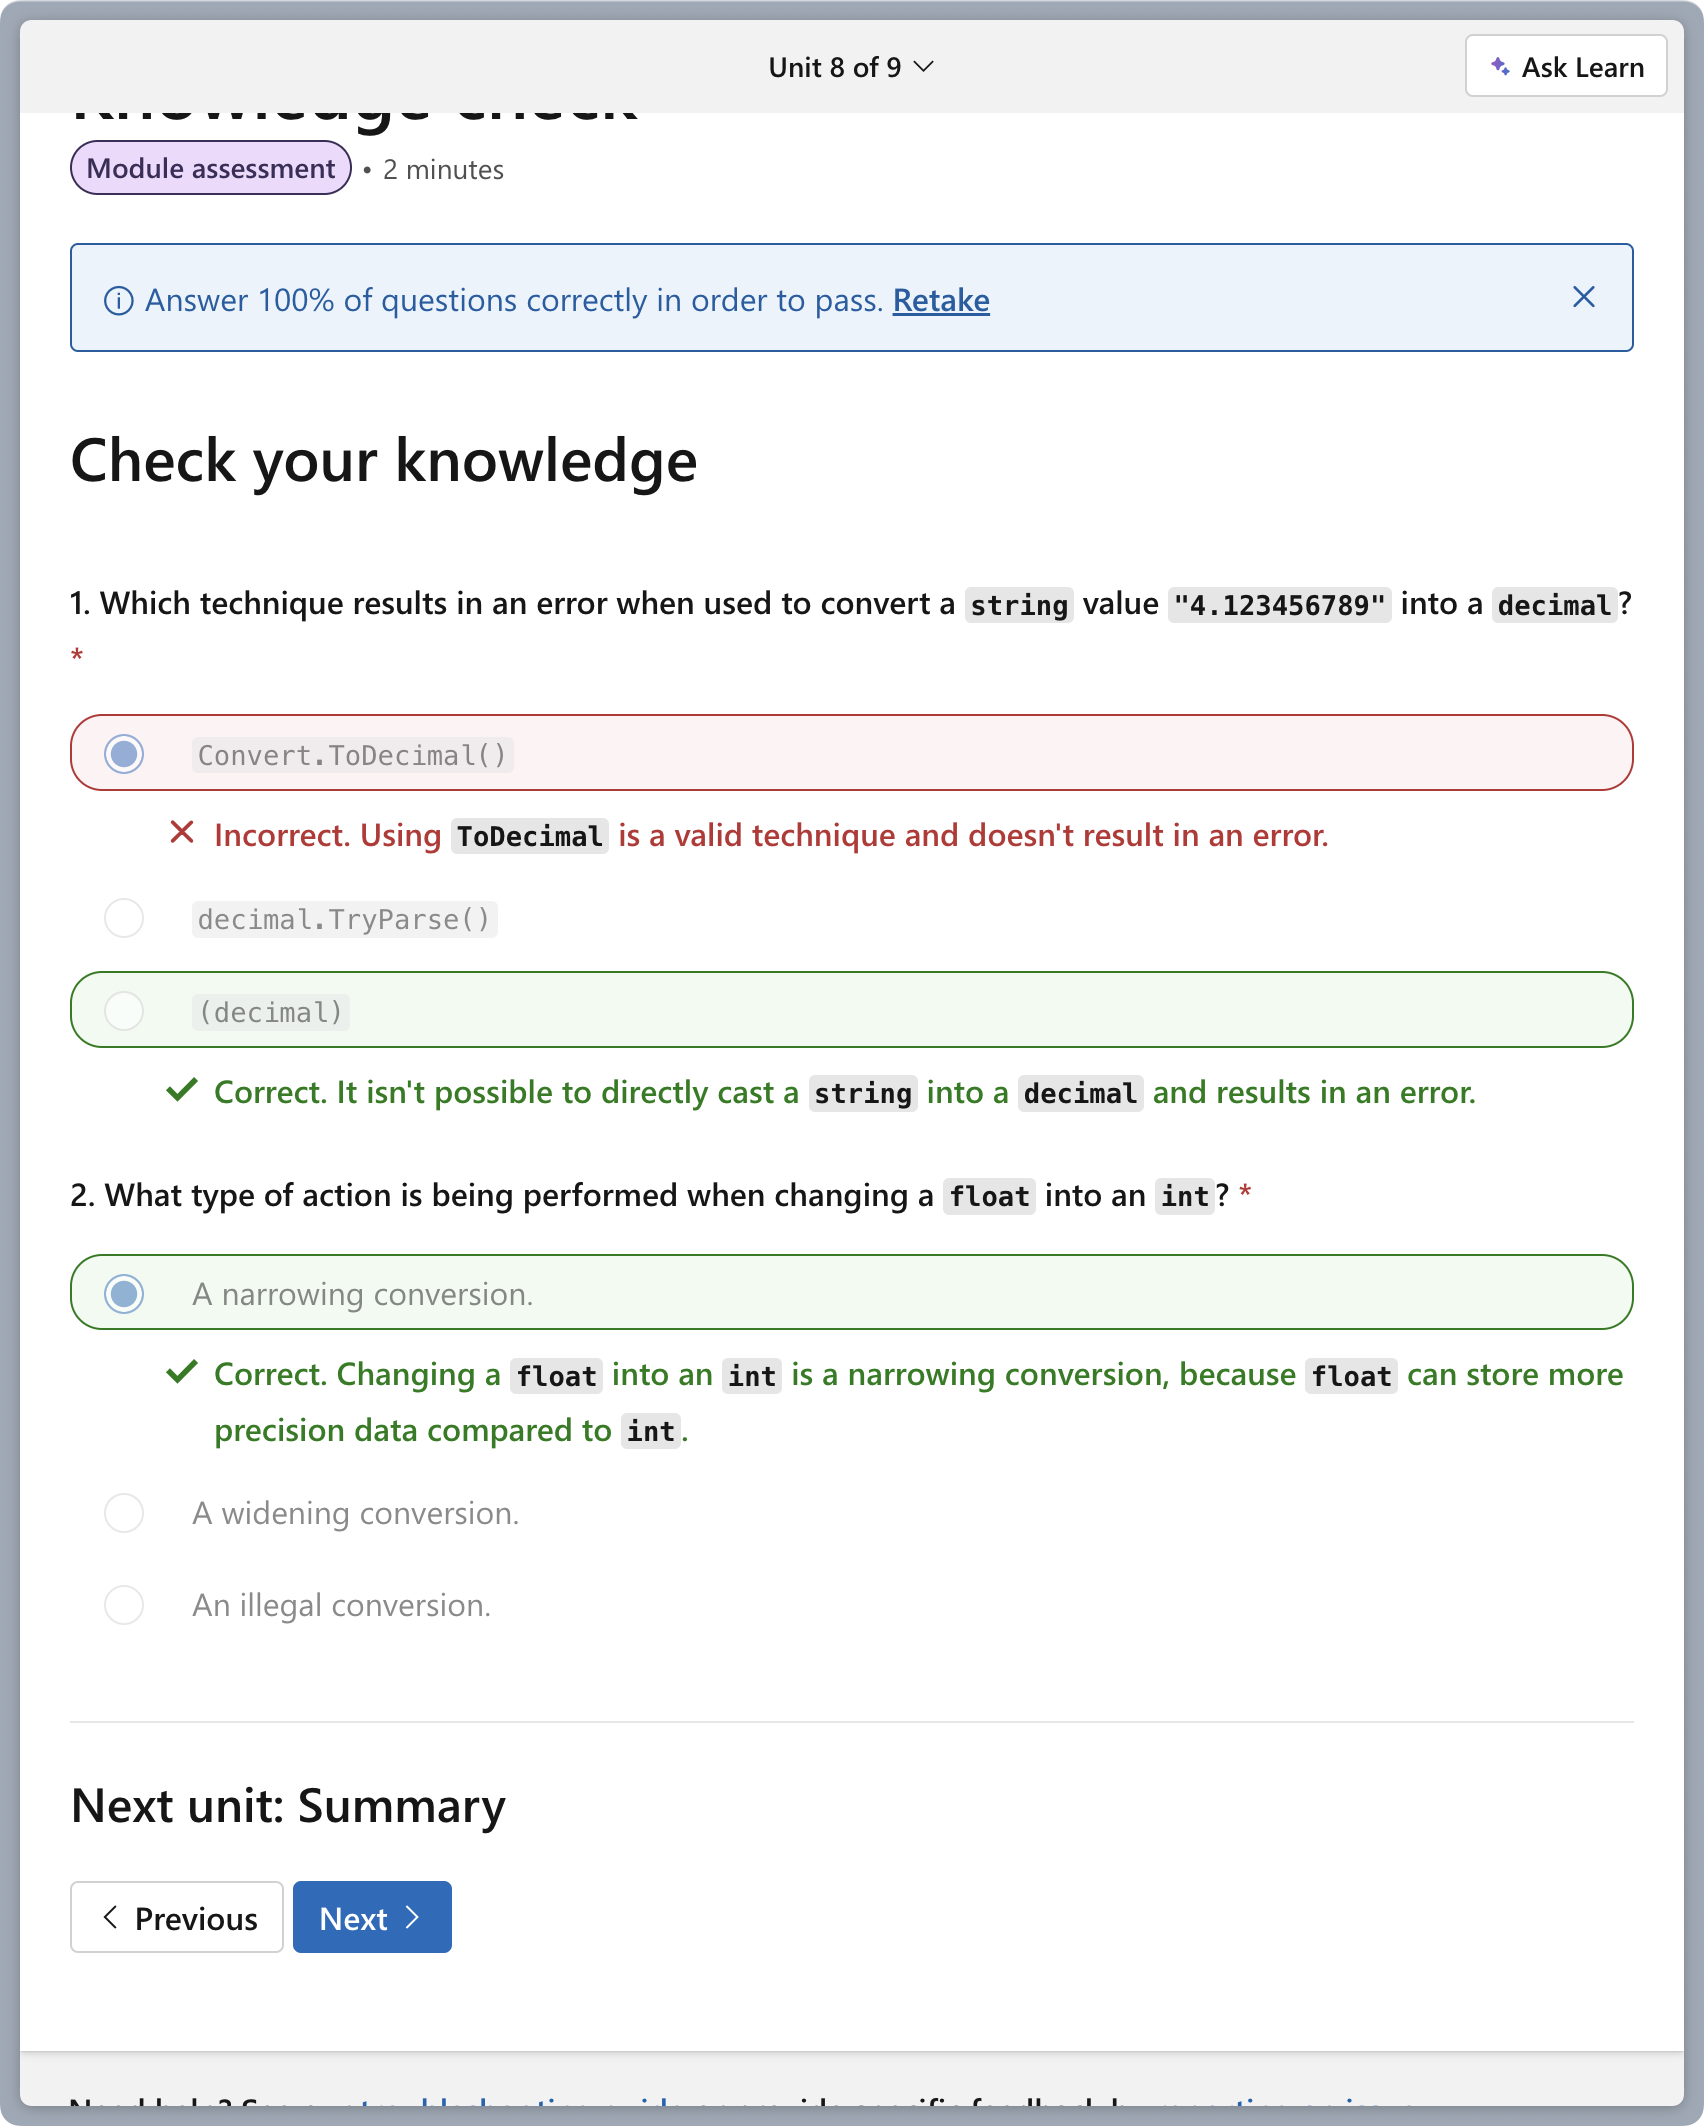 Unit 8 of 9
Ask Learn
Knowledge check
Module assessment • 2 minutes
Answer 100% of questions correctly in order to pass. Retake
Check your knowledge
1. Which technique results in an error when used to convert a string value "4.123456789" into a decimal?
*
Convert.ToDecimal()
Incorrect. Using ToDecimal is a valid technique and doesn't result in an error.
decimal.TryParse()
(decimal)
Correct. It isn't possible to directly cast a string into a decimal and results in an error.
2. What type of action is being performed when changing a float into an int? *
A narrowing conversion.
Correct. Changing a float into an int is a narrowing conversion, because float can store more
precision data compared to int.
A widening conversion.
An illegal conversion.
Next unit: Summary
Previous
Next